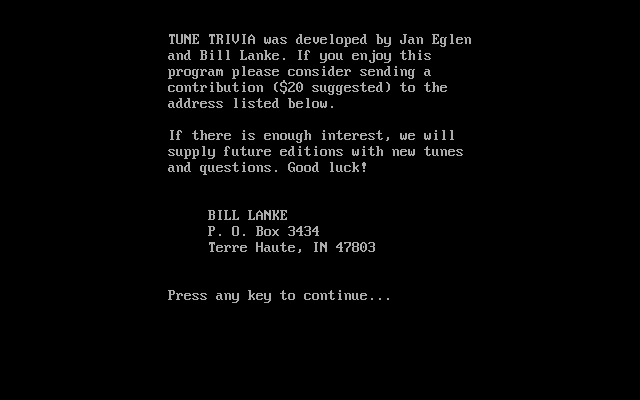 TUNE TRIVIA was developed by Jan Eglen
and Bill Lanke. If you enjoy this
program please consider sending a
contribution ($20 suggested) to the
address listed below.
If there is enough interest, we will
supply future editions with new tunes
and questions. Good luck!
BILL LANKE
P. O. Box 3434
Terre Haute, IN 47803
Press any key to continue...